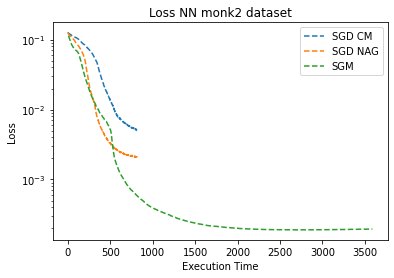 Loss NN monk2 dataset
SGD CM
SGD NAG
SGM
Loss
10⁻¹
10⁻²
10⁻³
0 500 1000 1500 2000 2500 3000 3500
Execution Time